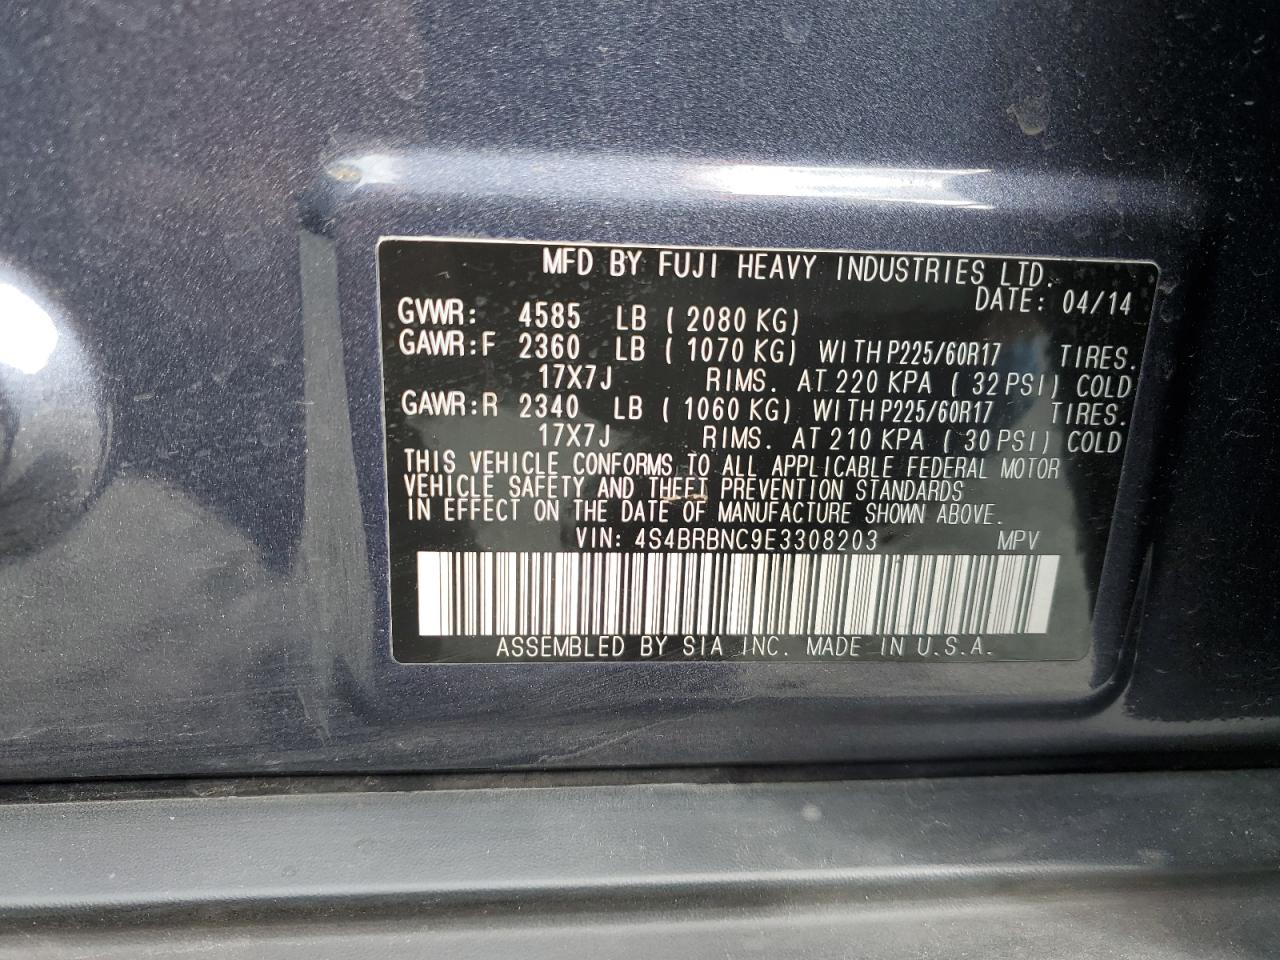 MFD BY FUJI HEAVY INDUSTRIES LTD.
DATE: 04/14
GVWR: 4585 LB ( 2080 KG)
GAWR:F 2360 LB ( 1070 KG) WITH P225/60R17 TIRES.
17X7J RIMS. AT 220 KPA ( 32 PSI) COLD
GAWR:R 2340 LB ( 1060 KG) WITH P225/60R17 TIRES.
17X7J RIMS. AT 210 KPA ( 30 PSI) COLD
THIS VEHICLE CONFORMS TO ALL APPLICABLE FEDERAL MOTOR
VEHICLE SAFETY AND THEFT PREVENTION STANDARDS
IN EFFECT ON THE DATE OF MANUFACTURE SHOWN ABOVE.
VIN: 4S4BRBNC9E3308203 MPV
ASSEMBLED BY SIA INC. MADE IN U.S.A.